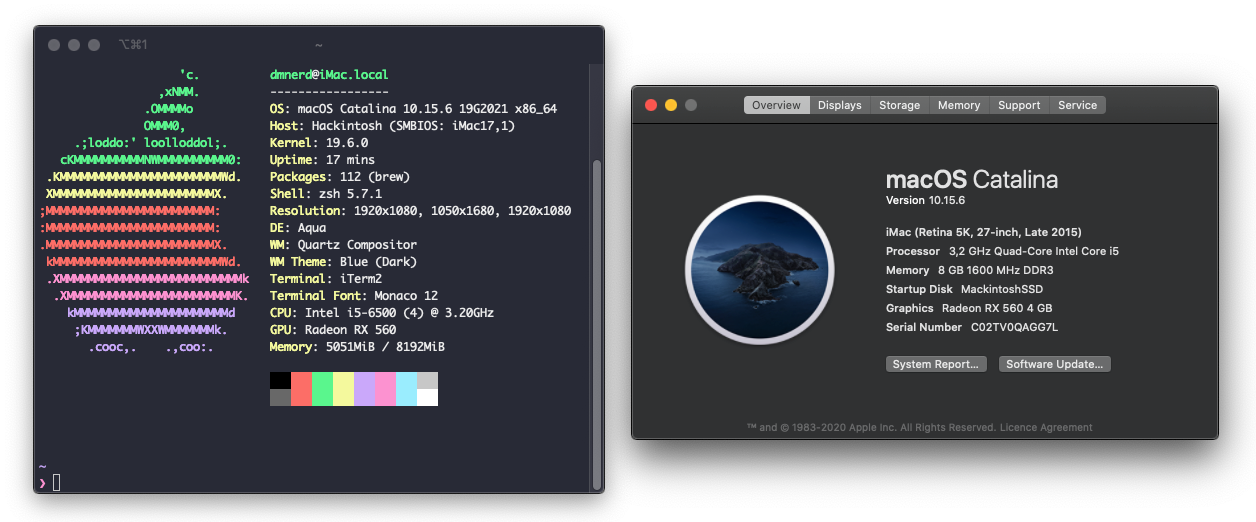 ⌥⌘1
~
'c.
,xNMM.
.OMMMMo
OMMM0,
.;loddo:' loolloddol;.
cKMMMMMMMMMMNWMMMMMMMMMM0:
.KMMMMMMMMMMMMMMMMMMMMMMMWd.
XMMMMMMMMMMMMMMMMMMMMMMMX.
;MMMMMMMMMMMMMMMMMMMMMMMM:
:MMMMMMMMMMMMMMMMMMMMMMMM:
.MMMMMMMMMMMMMMMMMMMMMMMMX.
kMMMMMMMMMMMMMMMMMMMMMMMMWd.
.XMMMMMMMMMMMMMMMMMMMMMMMMMMk
.XMMMMMMMMMMMMMMMMMMMMMMMMK.
kMMMMMMMMMMMMMMMMMMMMMMd
;KMMMMMMMWXXWMMMMMMMk.
.cooc,. .,coo:.
dmnerd@iMac.local
-----------------
OS: macOS Catalina 10.15.6 19G2021 x86_64
Host: Hackintosh (SMBIOS: iMac17,1)
Kernel: 19.6.0
Uptime: 17 mins
Packages: 112 (brew)
Shell: zsh 5.7.1
Resolution: 1920x1080, 1050x1680, 1920x1080
DE: Aqua
WM: Quartz Compositor
WM Theme: Blue (Dark)
Terminal: iTerm2
Terminal Font: Monaco 12
CPU: Intel i5-6500 (4) @ 3.20GHz
GPU: Radeon RX 560
Memory: 5051MiB / 8192MiB
~
❯
Overview Displays Storage Memory Support Service
macOS Catalina
Version 10.15.6
iMac (Retina 5K, 27-inch, Late 2015)
Processor 3,2 GHz Quad-Core Intel Core i5
Memory 8 GB 1600 MHz DDR3
Startup Disk MackintoshSSD
Graphics Radeon RX 560 4 GB
Serial Number C02TV0QAGG7L
System Report... Software Update...
™ and © 1983-2020 Apple Inc. All Rights Reserved. Licence Agreement